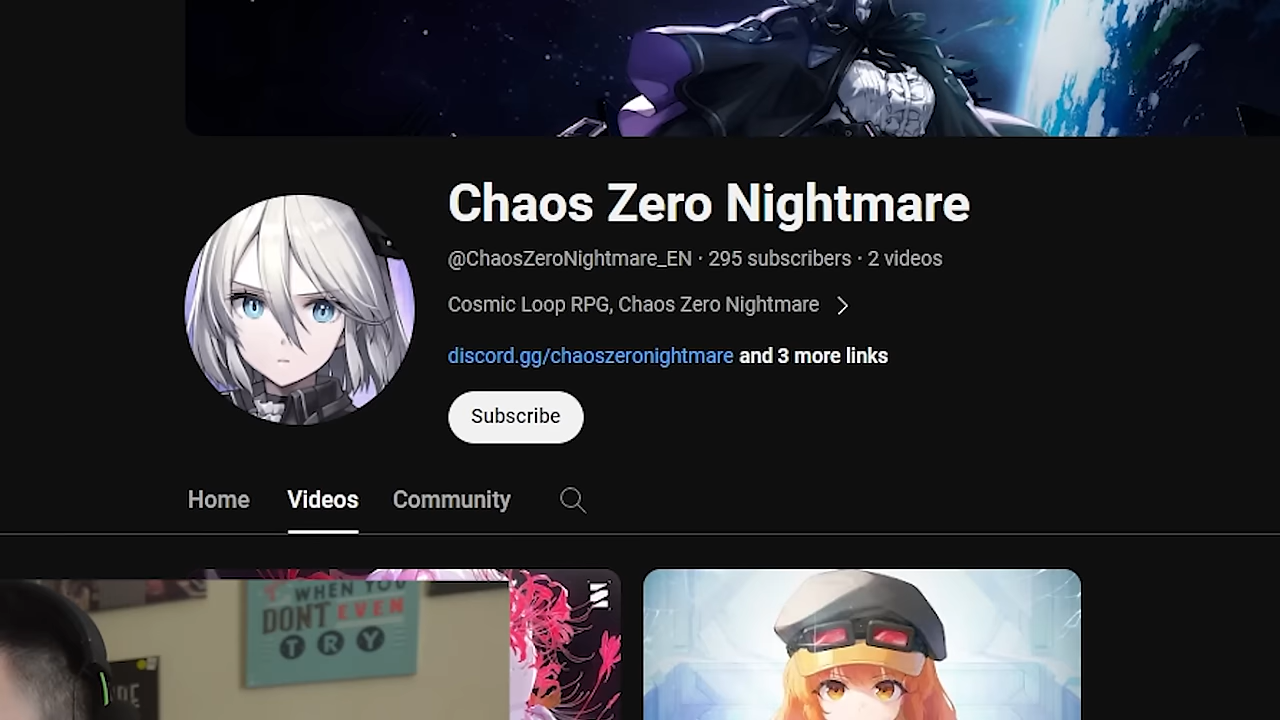 Chaos Zero Nightmare
@ChaosZeroNightmare_EN · 295 subscribers · 2 videos
Cosmic Loop RPG, Chaos Zero Nightmare
discord.gg/chaoszeronightmare and 3 more links
Subscribe
Home Videos Community
WHEN YOU
DONT EVEN
TRY